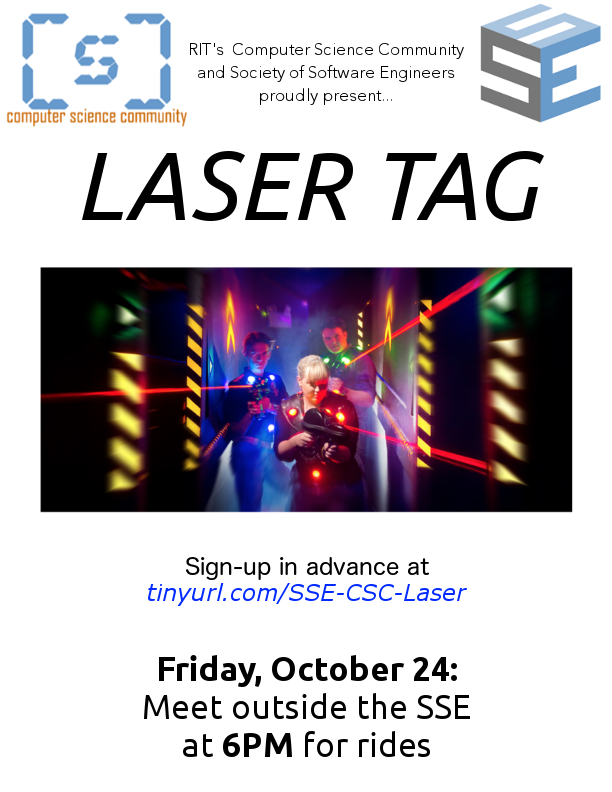 [S]
computer science community
RIT's Computer Science Community
and Society of Software Engineers
proudly present...
SSE
LASER TAG
Sign-up in advance at
tinyurl.com/SSE-CSC-Laser
Friday, October 24:
Meet outside the SSE
at 6PM for rides